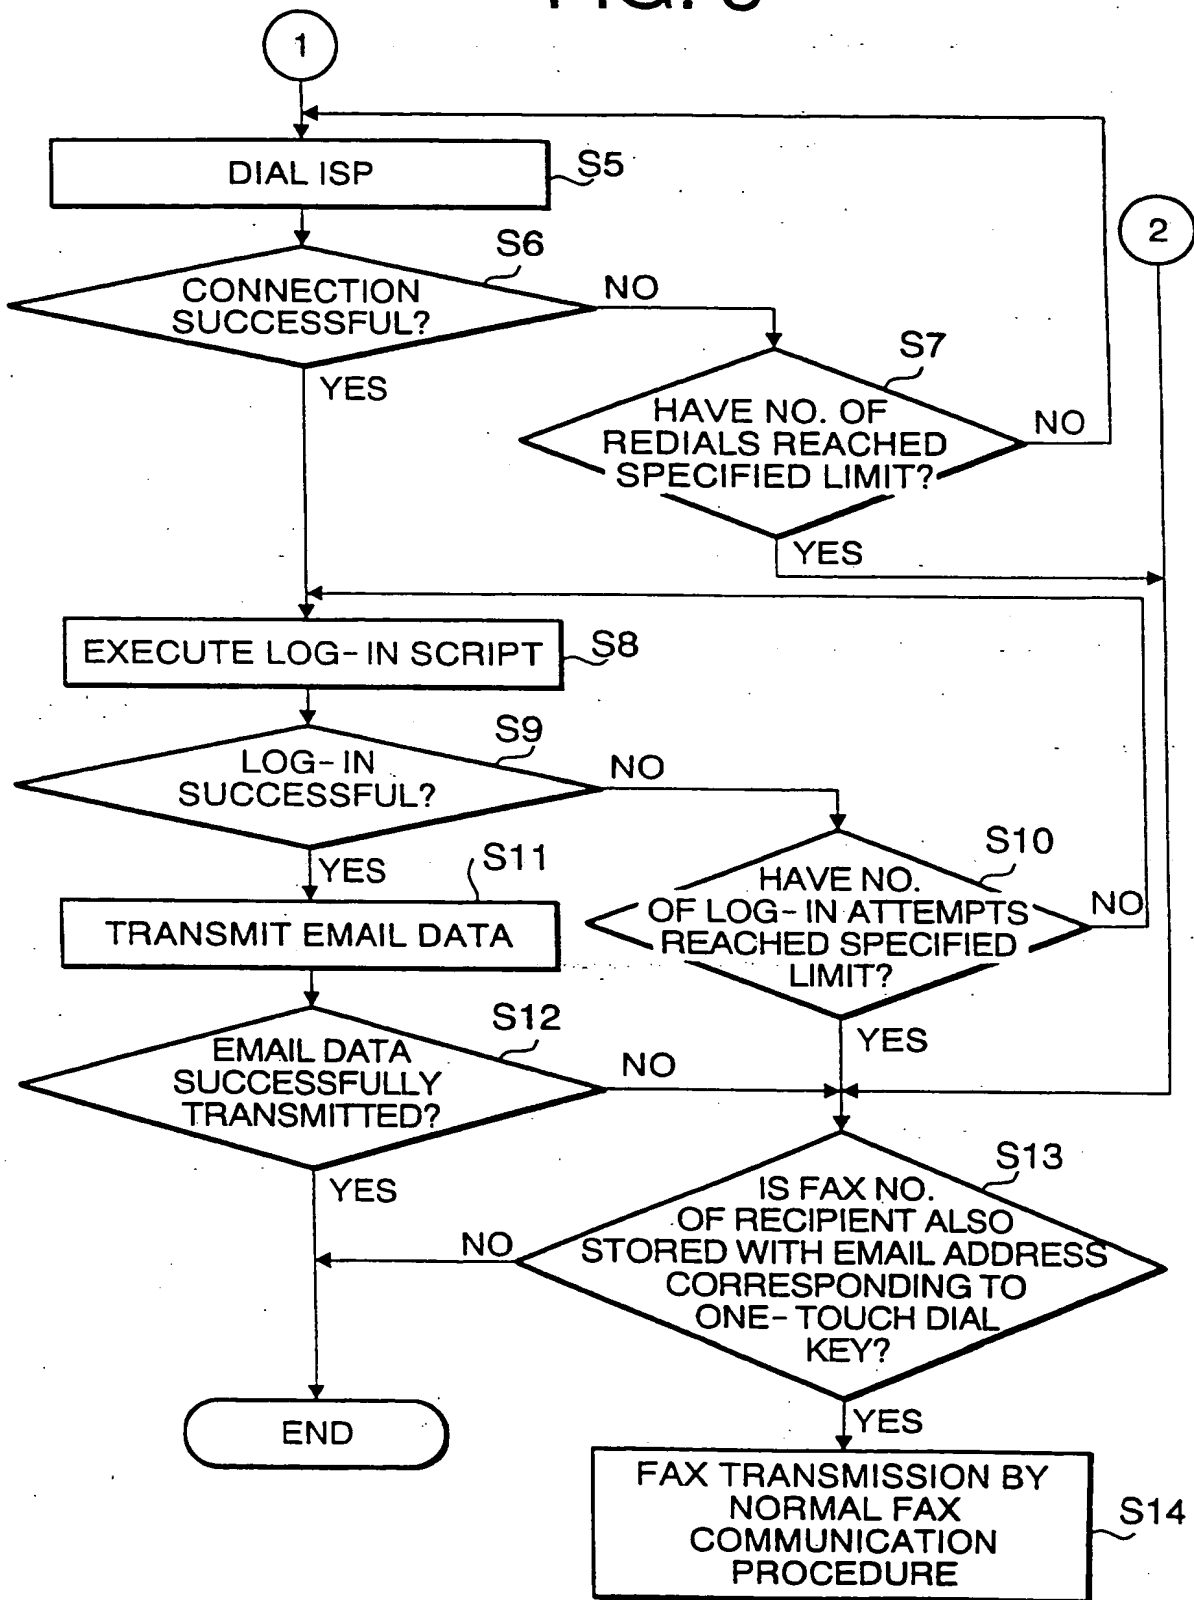 1
DIAL ISP
S5
2
S6
CONNECTION
SUCCESSFUL?
NO
YES
S7
HAVE NO. OF
REDIALS REACHED
SPECIFIED LIMIT?
NO
YES
EXECUTE LOG-IN SCRIPT
S8
S9
LOG-IN
SUCCESSFUL?
NO
YES
S10
HAVE NO.
OF LOG-IN ATTEMPTS
REACHED SPECIFIED
LIMIT?
NO
YES
S11
TRANSMIT EMAIL DATA
S12
EMAIL DATA
SUCCESSFULLY
TRANSMITTED?
NO
YES
S13
IS FAX NO.
OF RECIPIENT ALSO
STORED WITH EMAIL ADDRESS
CORRESPONDING TO
ONE-TOUCH DIAL
KEY?
NO
YES
END
FAX TRANSMISSION BY
NORMAL FAX
COMMUNICATION
PROCEDURE
S14